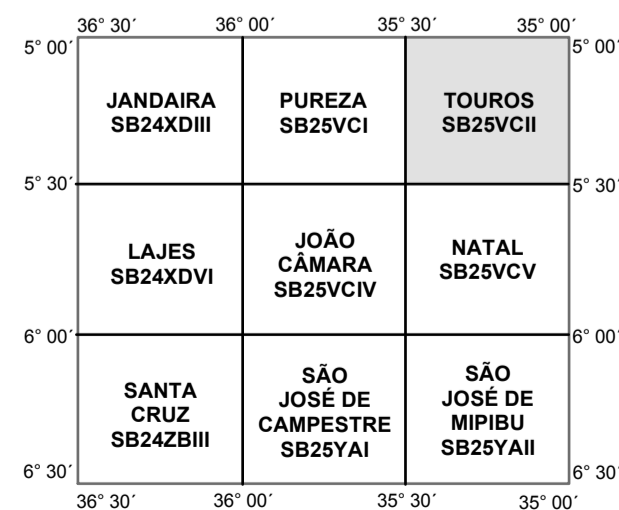 36° 30´ 36° 00´ 35° 30´ 35° 00´
5° 00´ 5° 00´
JANDAIRA
SB24XDIII
PUREZA
SB25VCI
TOUROS
SB25VCII
5° 30´ 5° 30´
LAJES
SB24XDVI
JOÃO
CÂMARA
SB25VCIV
NATAL
SB25VCV
6° 00´ 6° 00´
SANTA
CRUZ
SB24ZBIII
SÃO
JOSÉ DE
CAMPESTRE
SB25YAI
SÃO
JOSÉ DE
MIPIBU
SB25YAII
6° 30´ 6° 30´
36° 30´ 36° 00´ 35° 30´ 35° 00´